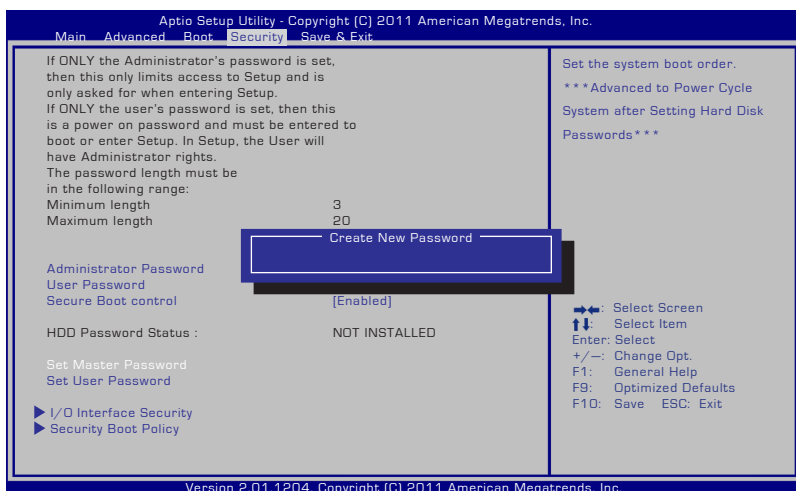 Aptio Setup Utility - Copyright (C) 2011 American Megatrends, Inc.
Main Advanced Boot Security Save & Exit
If ONLY the Administrator's password is set,
then this only limits access to Setup and is
only asked for when entering Setup.
If ONLY the user's password is set, then this
is a power on password and must be entered to
boot or enter Setup. In Setup, the User will
have Administrator rights.
The password length must be
in the following range:
Minimum length 3
Maximum length 20
Create New Password
Administrator Password
User Password
Secure Boot control [Enabled]
HDD Password Status : NOT INSTALLED
Set Master Password
Set User Password
I/O Interface Security
Security Boot Policy
Set the system boot order.
***Advanced to Power Cycle
System after Setting Hard Disk
Passwords***
→←: Select Screen
↑↓: Select Item
Enter: Select
+/—: Change Opt.
F1: General Help
F9: Optimized Defaults
F10: Save ESC: Exit
Version 2.01.1204. Copyright (C) 2011 American Megatrends, Inc.